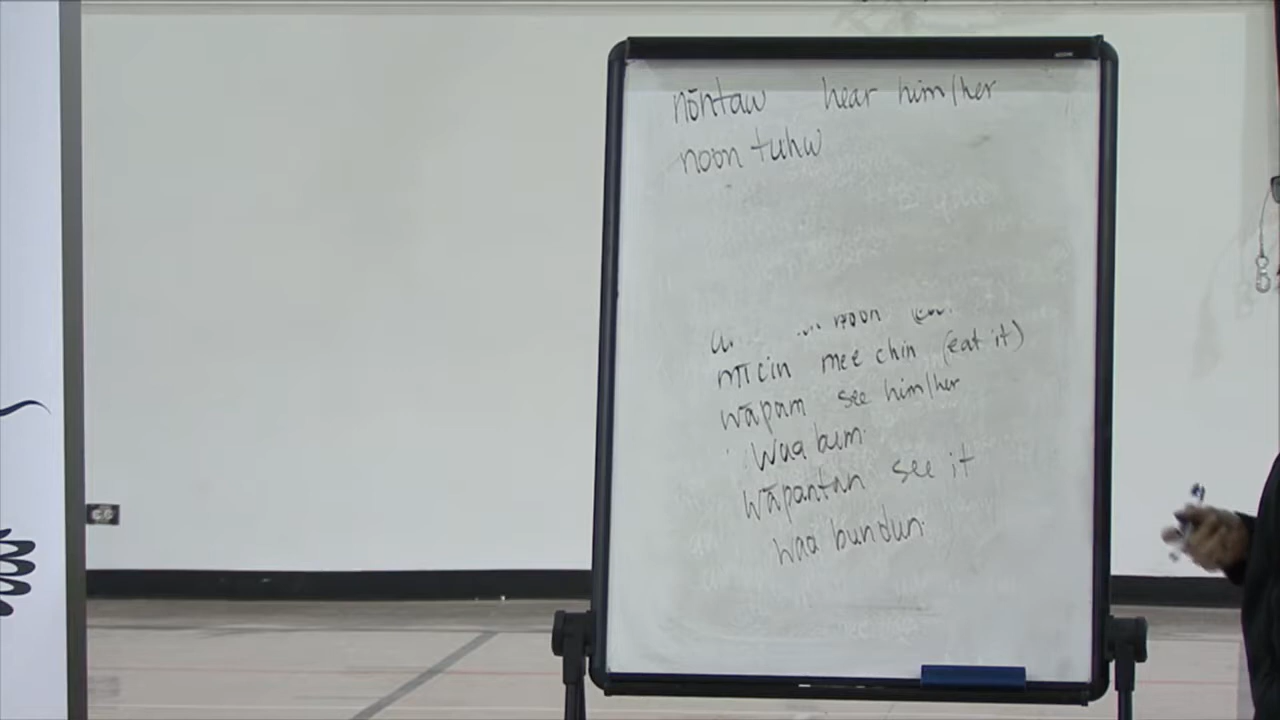 nōntaw hear him/her
noon tuhw
noon
mīcin mee chin (eat it)
wāpam see him/her
waa bum.
wāpantan see it
waa bundun.